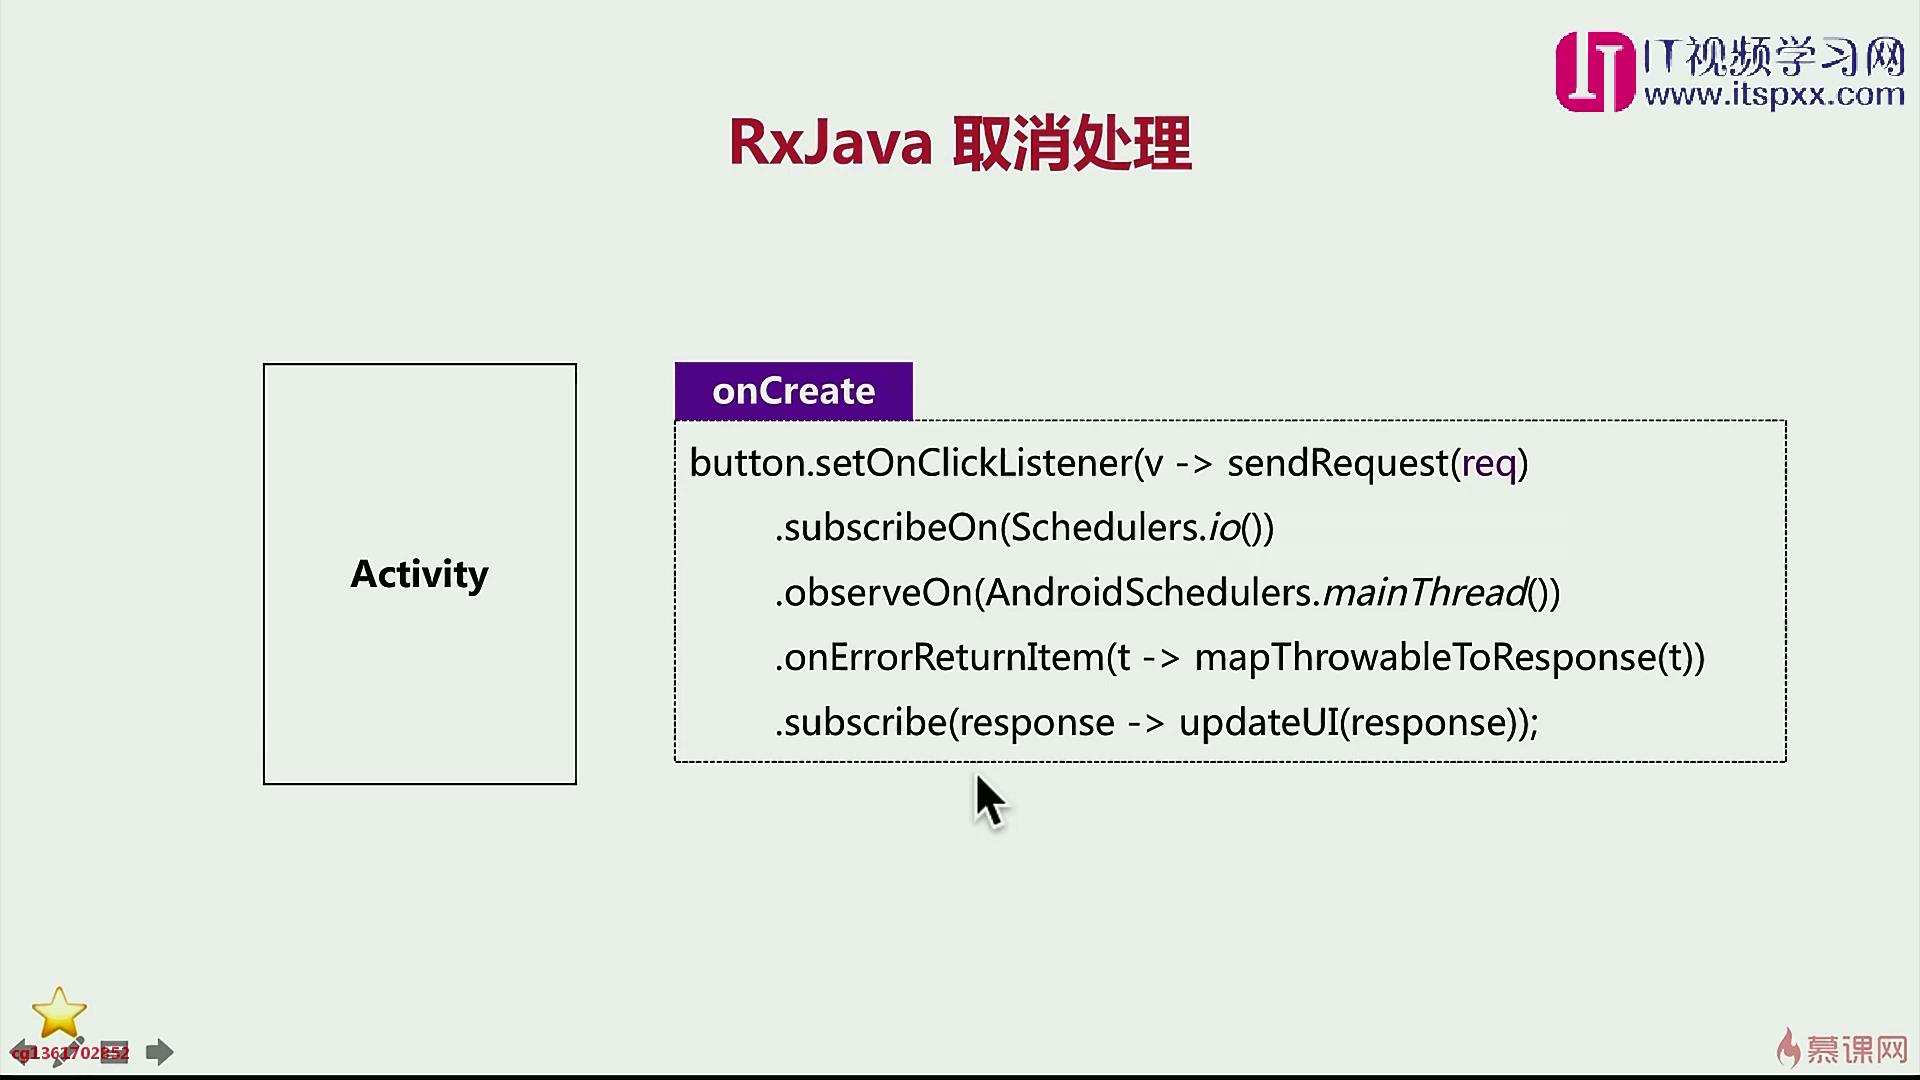 IT视频学习网
www.itspxx.com
RxJava 取消处理
Activity
onCreate
button.setOnClickListener(v -> sendRequest(req)
.subscribeOn(Schedulers.io())
.observeOn(AndroidSchedulers.mainThread())
.onErrorReturnItem(t -> mapThrowableToResponse(t))
.subscribe(response -> updateUI(response));
cg1361702852
慕课网